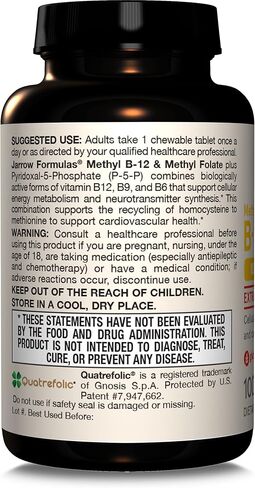 SUGGESTED USE: Adults take 1 chewable tablet once a
day or as directed by your qualified healthcare professional.
Jarrow Formulas® Methyl B-12 & Methyl Folate plus
Pyridoxal-5-Phosphate (P-5-P) combines biologically
active forms of vitamin B12, B9, and B6 that support cellular
energy metabolism and neurotransmitter synthesis.* This
combination supports the recycling of homocysteine to
methionine to support cardiovascular health.*
WARNING: Consult a healthcare professional before
using this product if you are pregnant, nursing, under the
age of 18, are taking medication (especially antiepileptic
and chemotherapy) or have a medical condition; if
adverse reactions occur, discontinue use.
KEEP OUT OF THE REACH OF CHILDREN.
STORE IN A COOL, DRY PLACE.
* THESE STATEMENTS HAVE NOT BEEN EVALUATED
BY THE FOOD AND DRUG ADMINISTRATION. THIS
PRODUCT IS NOT INTENDED TO DIAGNOSE, TREAT,
CURE, OR PREVENT ANY DISEASE.
Quatrefolic
Quatrefolic® is a registered trademark
of Gnosis S.p.A. Protected by U.S.
Patent #7,947,662.
Do not use if safety seal is damaged or missing.
Lot #. Best Used Before:
B
EXTR
100